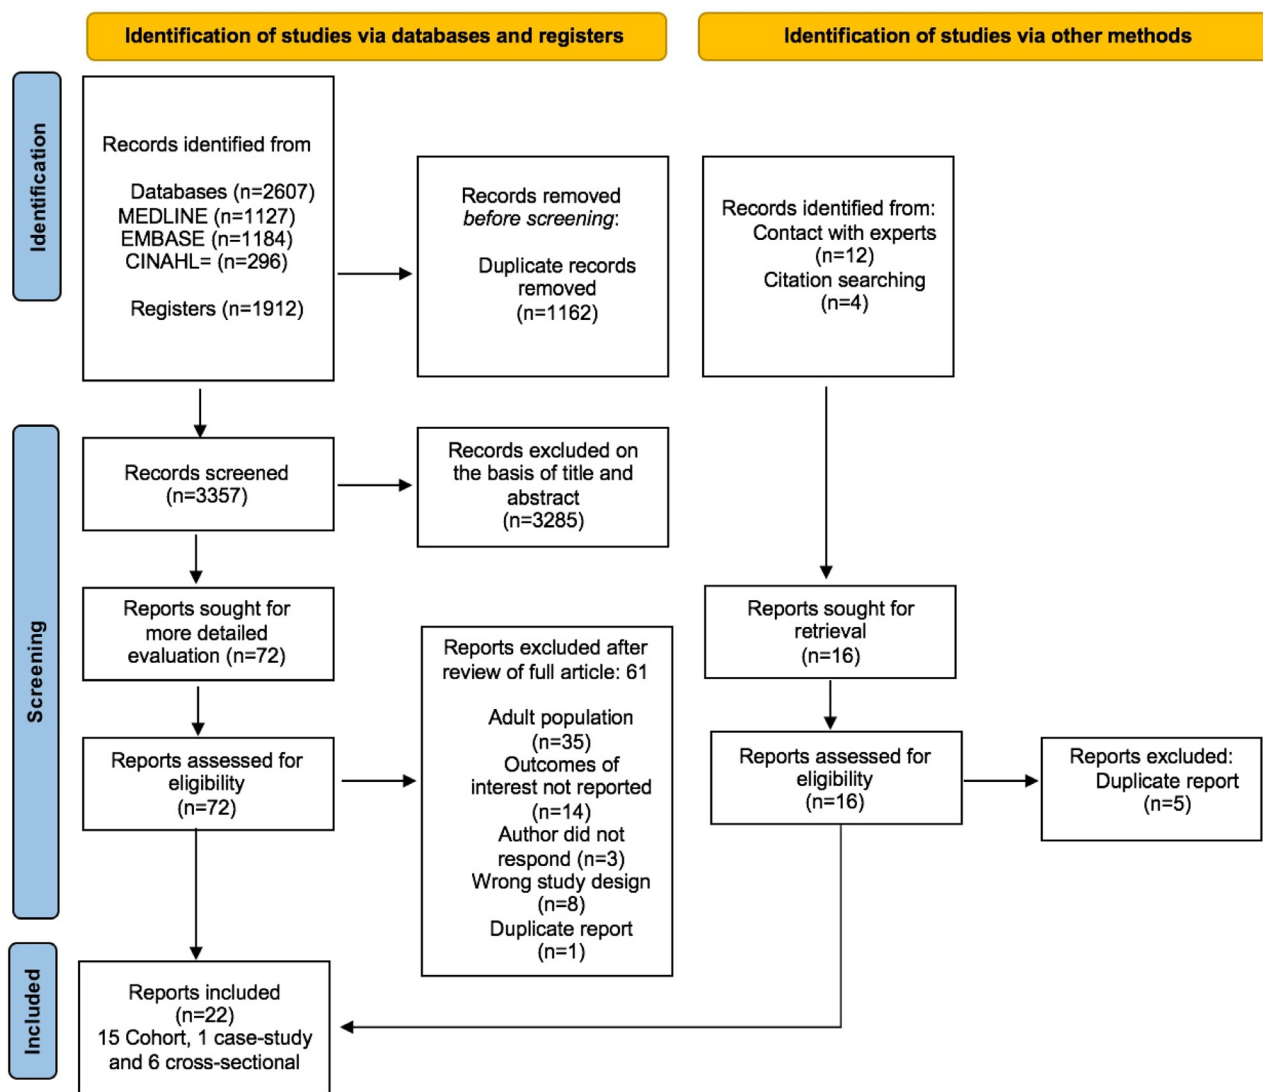 Identification of studies via databases and registers
Identification of studies via other methods
Identification
Records identified from
Databases (n=2607)
MEDLINE (n=1127)
EMBASE (n=1184)
CINAHL= (n=296)
Registers (n=1912)
Records removed
before screening:
Duplicate records
removed
(n=1162)
Records identified from:
Contact with experts
(n=12)
Citation searching
(n=4)
Screening
Records screened
(n=3357)
Records excluded on
the basis of title and
abstract
(n=3285)
Reports sought for
more detailed
evaluation (n=72)
Reports sought for
retrieval
(n=16)
Reports assessed for
eligibility
(n=72)
Reports excluded after
review of full article: 61
Adult population
(n=35)
Outcomes of
interest not reported
(n=14)
Author did not
respond (n=3)
Wrong study design
(n=8)
Duplicate report
(n=1)
Reports assessed for
eligibility
(n=16)
Reports excluded:
Duplicate report
(n=5)
Included
Reports included
(n=22)
15 Cohort, 1 case-study
and 6 cross-sectional